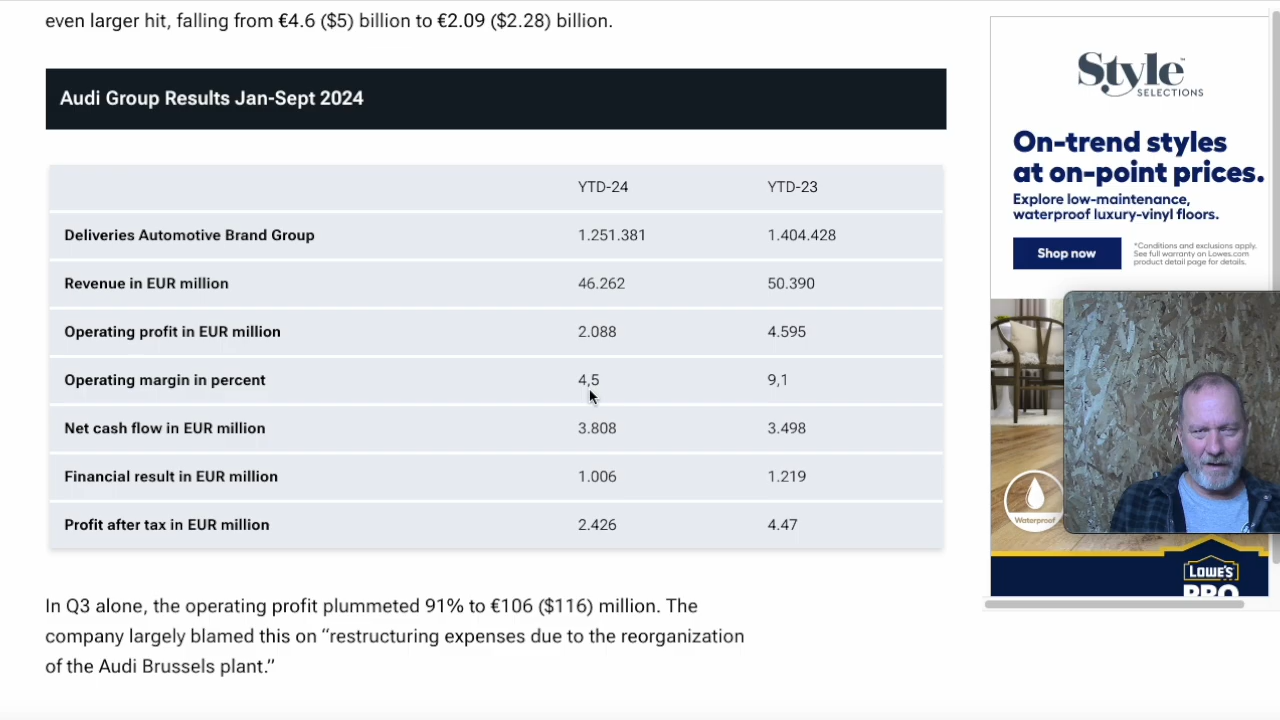 even larger hit, falling from €4.6 ($5) billion to €2.09 ($2.28) billion.
Audi Group Results Jan-Sept 2024
YTD-24 YTD-23
Deliveries Automotive Brand Group 1.251.381 1.404.428
Revenue in EUR million 46.262 50.390
Operating profit in EUR million 2.088 4.595
Operating margin in percent 4,5 9,1
Net cash flow in EUR million 3.808 3.498
Financial result in EUR million 1.006 1.219
Profit after tax in EUR million 2.426 4.47
In Q3 alone, the operating profit plummeted 91% to €106 ($116) million. The
company largely blamed this on “restructuring expenses due to the reorganization
of the Audi Brussels plant.”
Style
SELECTIONS
On-trend styles
at on-point prices.
Explore low-maintenance,
waterproof luxury-vinyl floors.
Shop now
*Conditions and exclusions apply.
See full warranty on Lowes.com
product detail page for details.
Waterproof
LOWE'S
PRO